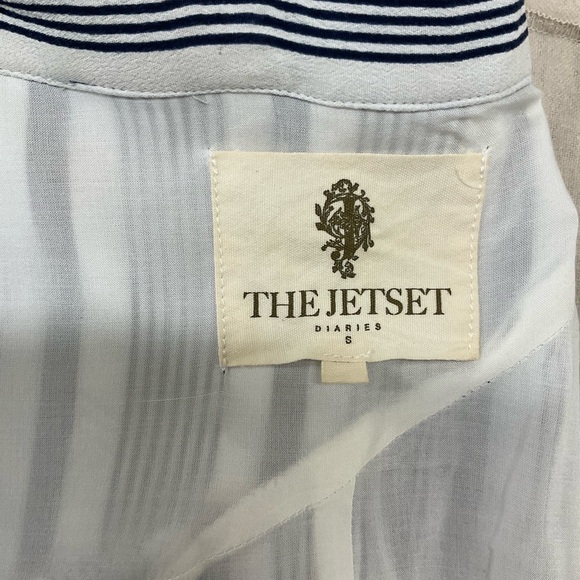 THE JETSET
DIARIES
S